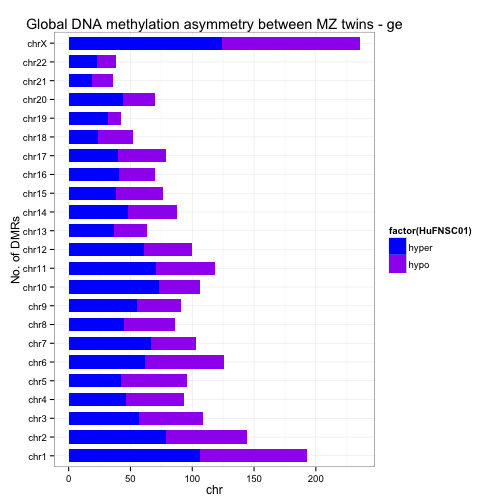 Global DNA methylation asymmetry between MZ twins - ge
chrX
chr22
chr21
chr20
chr19
chr18
chr17
chr16
chr15
chr14
chr13
chr12
chr11
chr10
chr9
chr8
chr7
chr6
chr5
chr4
chr3
chr2
chr1
No. of DMRs
0 50 100 150 200
chr
factor(HuFNSC01)
hyper
hypo